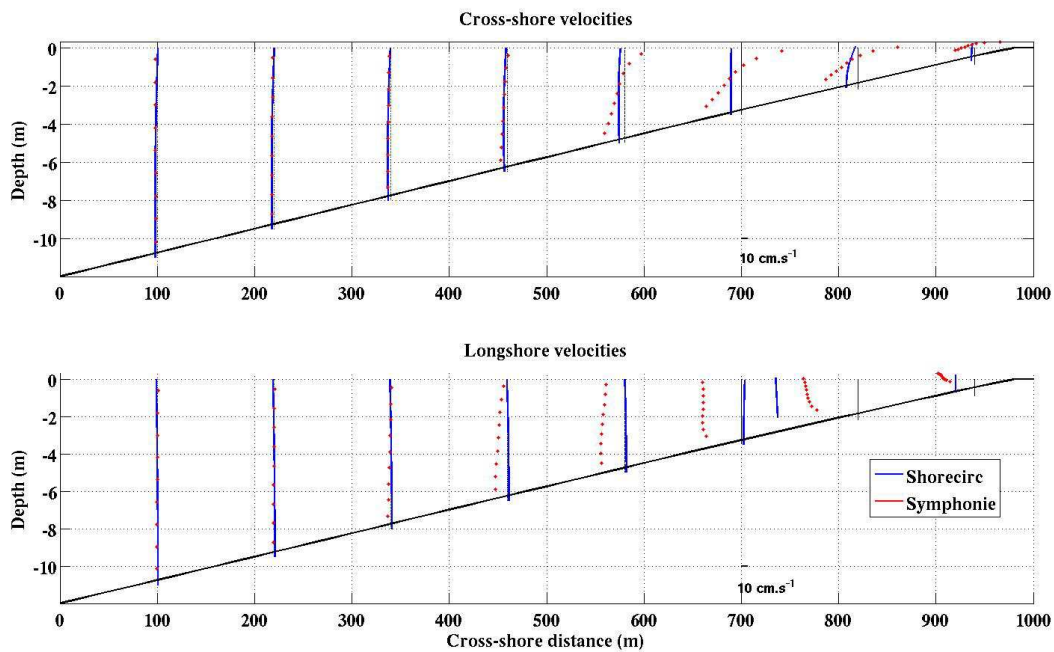 Cross-shore velocities
0
-2
-4
-6
-8
-10
Depth (m)
10 cm.s⁻¹
0 100 200 300 400 500 600 700 800 900 1000
Longshore velocities
0
-2
-4
-6
-8
-10
Depth (m)
Shorecirc
Symphonie
10 cm.s⁻¹
0 100 200 300 400 500 600 700 800 900 1000
Cross-shore distance (m)